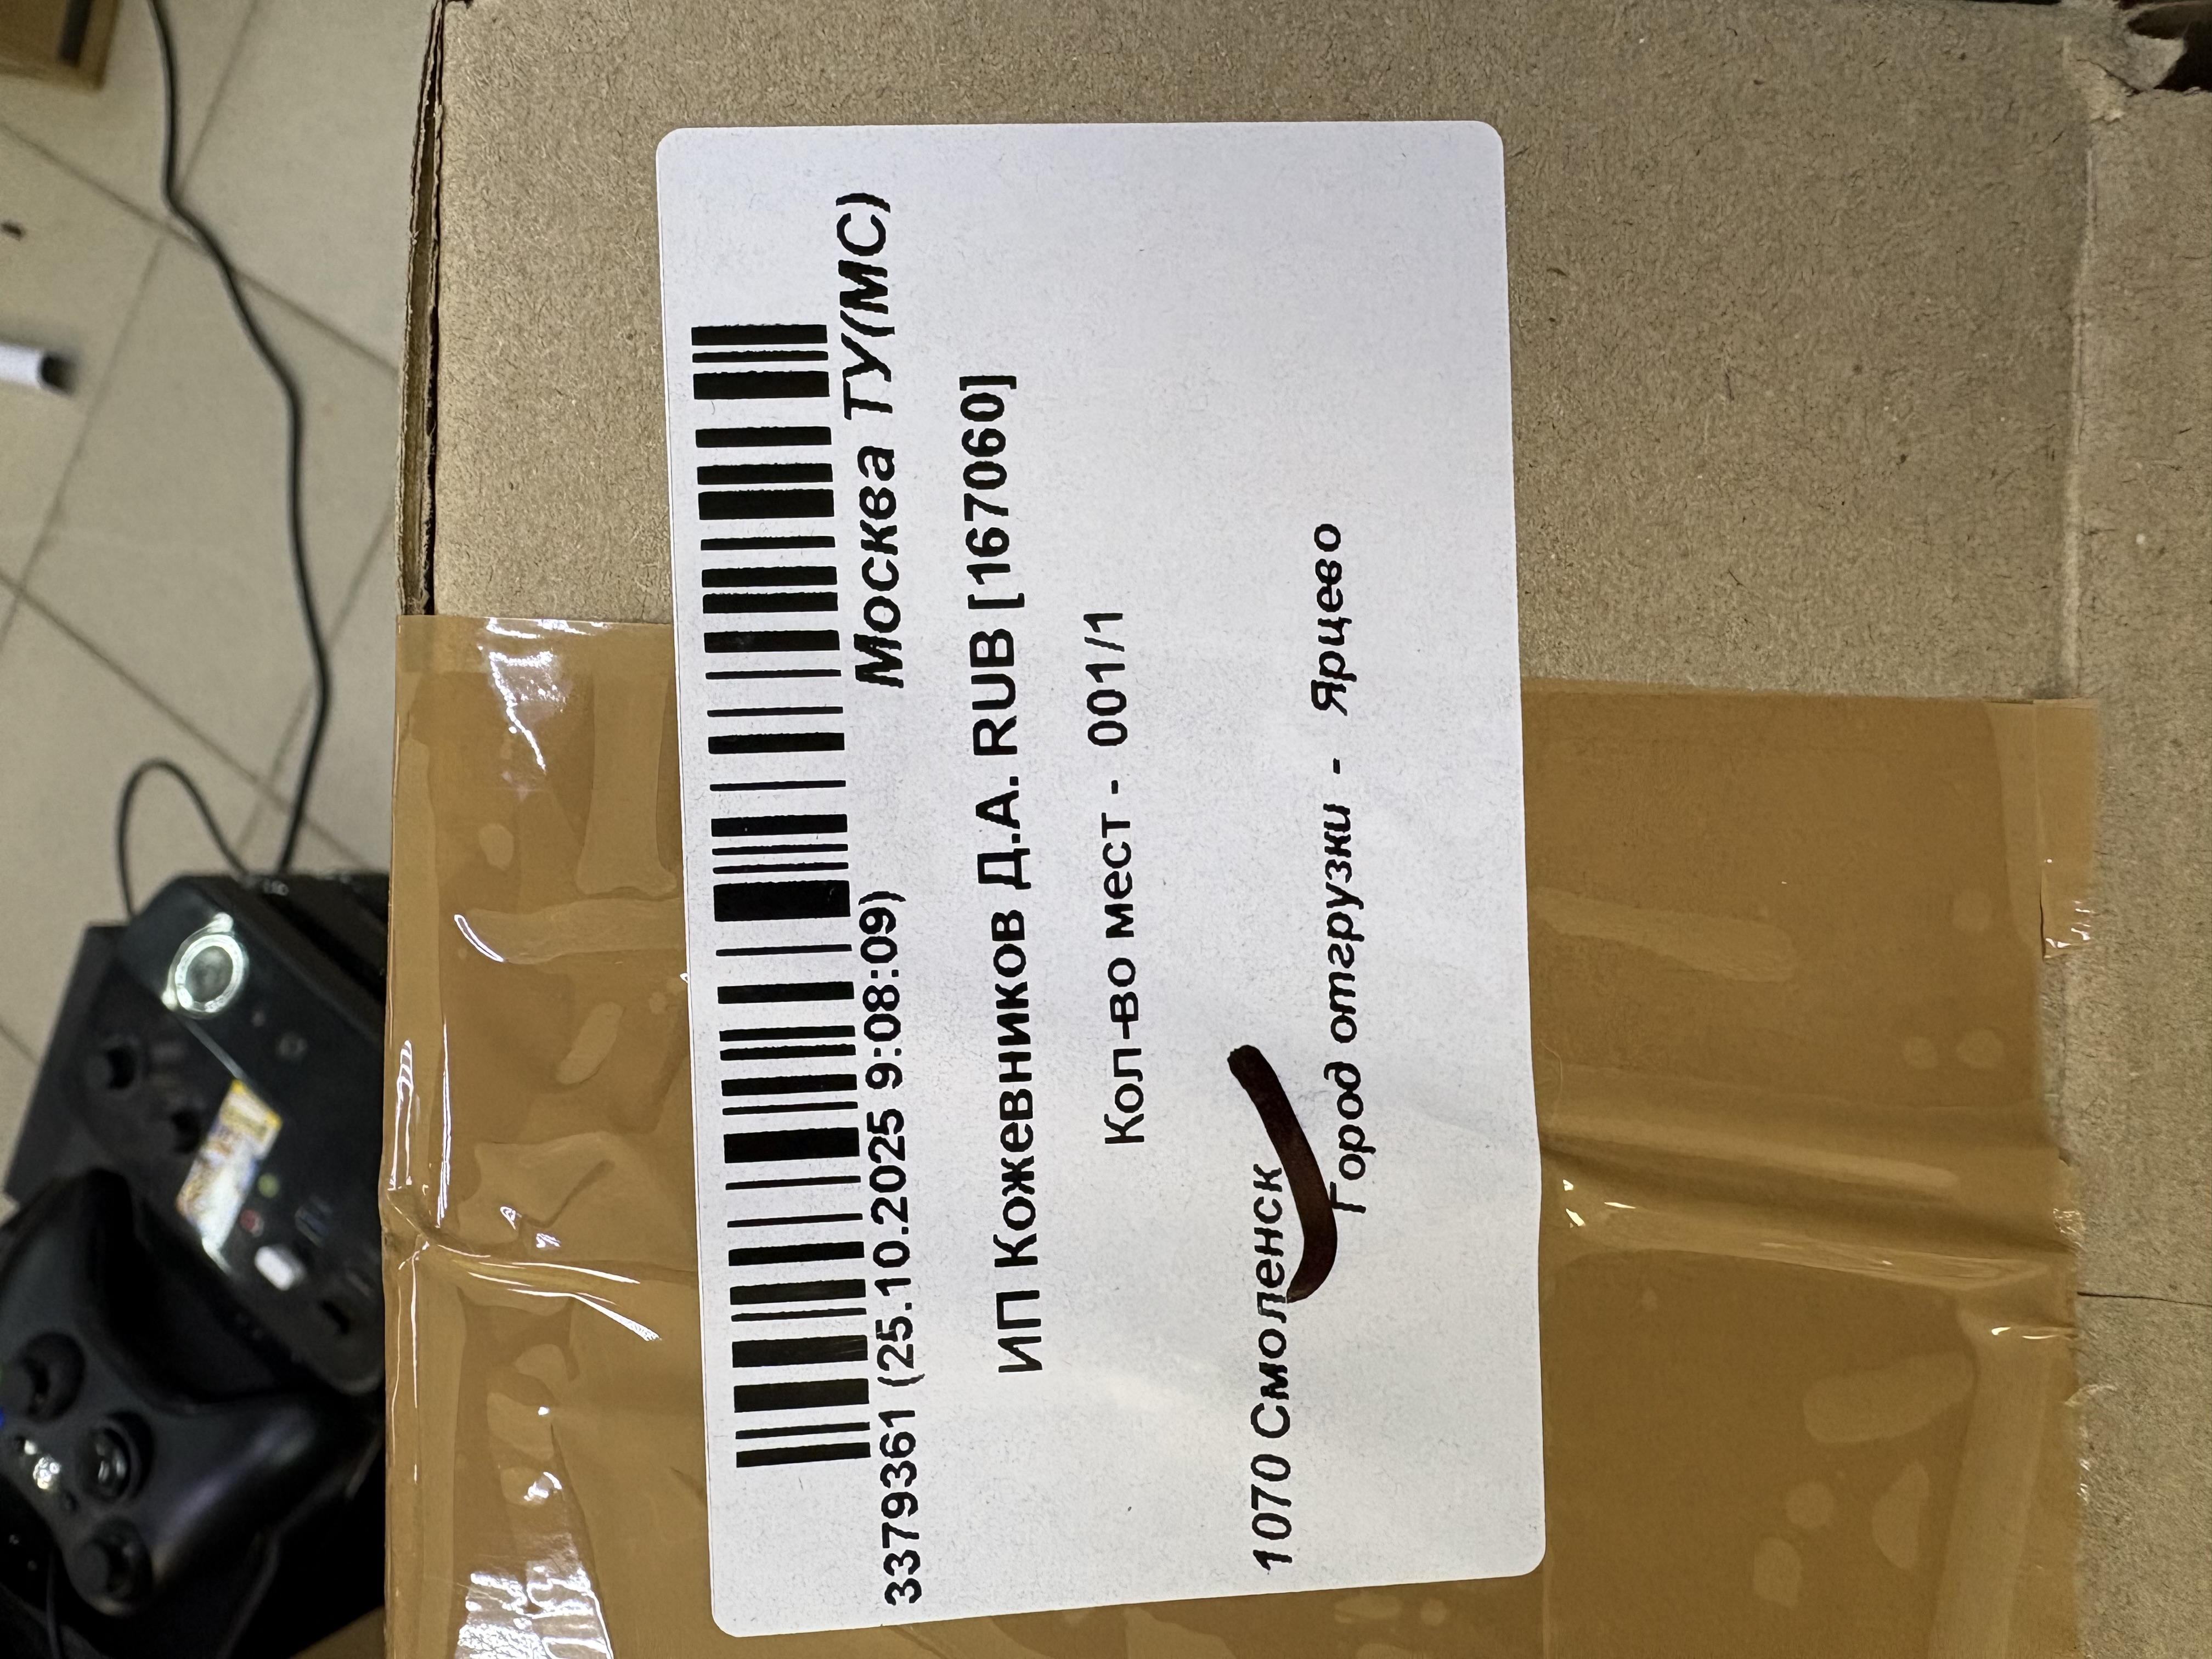 3379361 (25.10.2025 9:08:09) Москва ТУ(МС)
ИП Кожевников Д.А. RUB [167060]
Кол-во мест - 001/1
1070 Смоленск
Город отгрузки - Ярцево